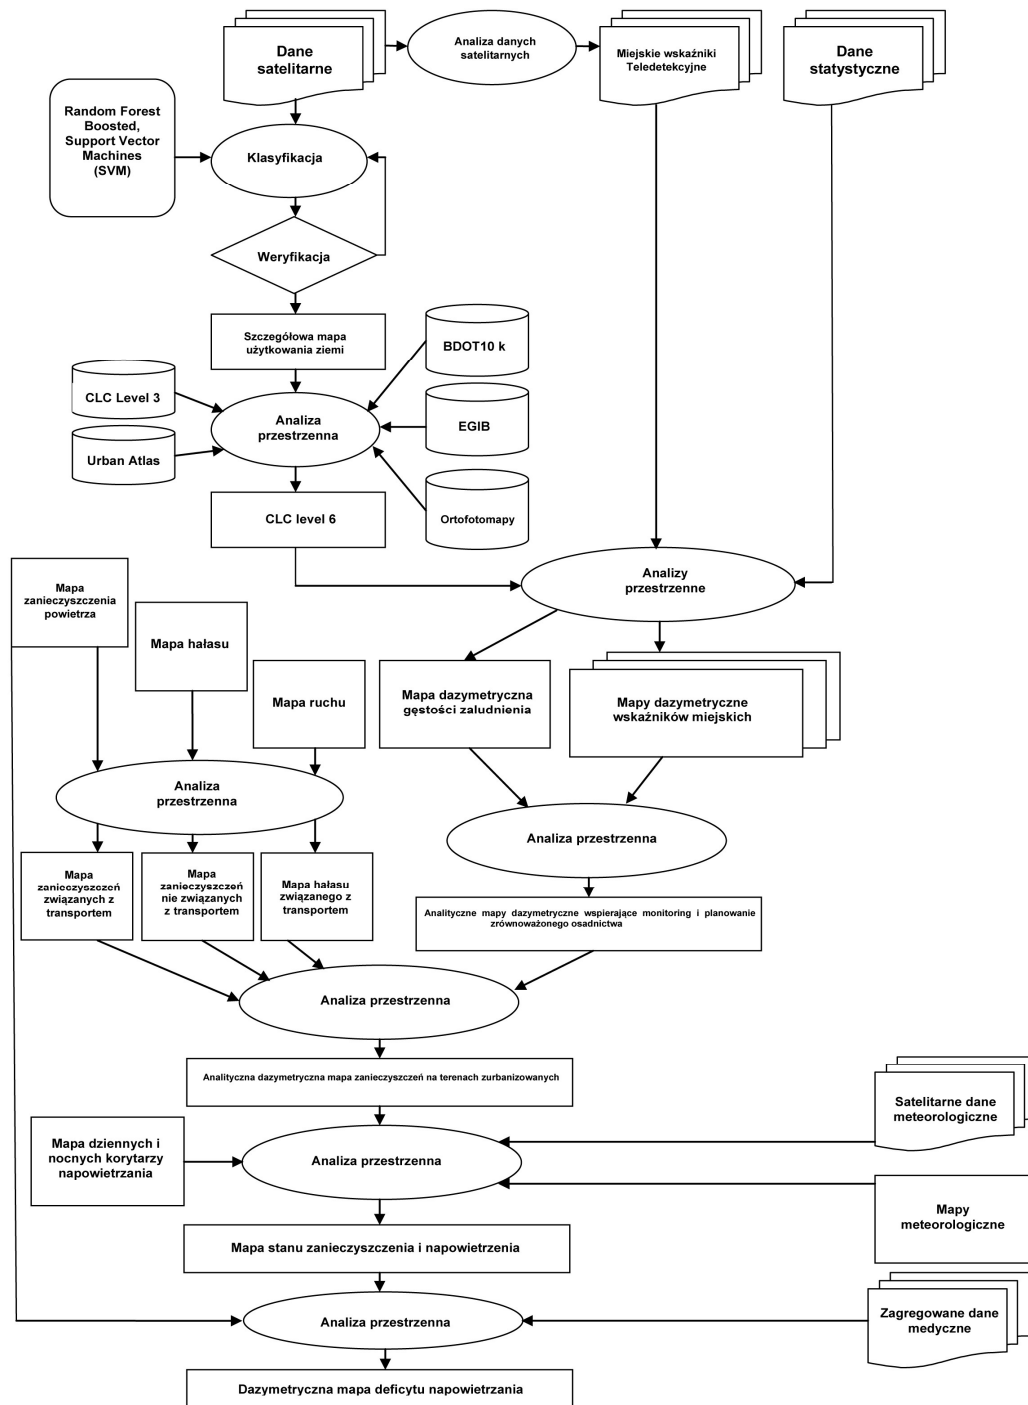 Dane
satelitarne
Analiza danych
satelitarnych
Miejskie wskaźniki
Teledetekcyjne
Dane
statystyczne
Random Forest
Boosted,
Support Vector
Machines
(SVM)
Klasyfikacja
Weryfikacja
Szczegółowa mapa
użytkowania ziemi
BDOT10 k
CLC Level 3
Analiza
przestrzenna
EGIB
Urban Atlas
CLC level 6
Ortofotomapy
Analizy
przestrzenne
Mapa
zanieczyszczenia
powietrza
Mapa hałasu
Mapa ruchu
Mapa dazymetryczna
gęstości zaludnienia
Mapy dazymetryczne
wskaźników miejskich
Analiza
przestrzenna
Analiza przestrzenna
Mapa
zanieczyszczeń
związanych z
transportem
Mapa
zanieczyszczeń
nie związanych
z transportem
Mapa hałasu
związanego z
transportem
Analityczne mapy dazymetryczne wspierające monitoring i planowanie
zrównoważonego osadnictwa
Analiza przestrzenna
Analityczna dazymetryczna mapa zanieczyszczeń na terenach zurbanizowanych
Satelitarne dane
meteorologiczne
Mapa dziennych i
nocnych korytarzy
napowietrzania
Analiza przestrzenna
Mapy
meteorologiczne
Mapa stanu zanieczyszczenia i napowietrzenia
Analiza przestrzenna
Zagregowane dane
medyczne
Dazymetryczna mapa deficytu napowietrzania